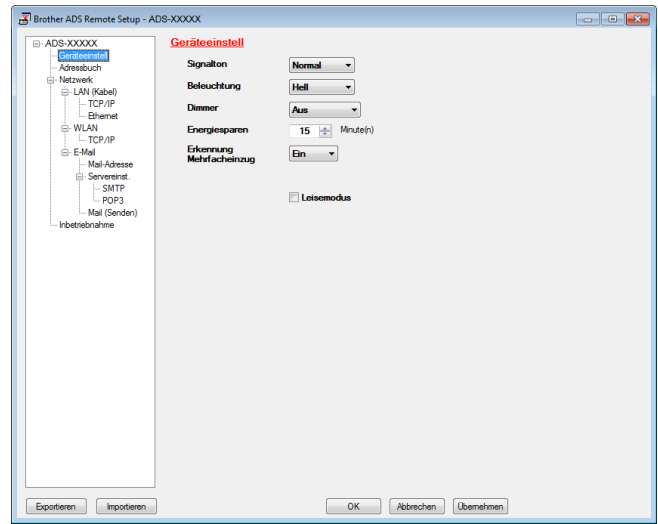 Brother ADS Remote Setup - ADS-XXXXX
ADS-XXXXX
Geräteeinstell
Adressbuch
Netzwerk
LAN (Kabel)
TCP/IP
Ethernet
WLAN
TCP/IP
E-Mail
Mail-Adresse
Servereinst.
SMTP
POP3
Mail (Senden)
Inbetriebnahme
Geräteeinstell
Signalton Normal
Beleuchtung Hell
Dimmer Aus
Energiesparen 15 Minute(n)
Erkennung
Mehrfacheinzug Ein
Leisemodus
Exportieren Importieren OK Abbrechen Übernehmen